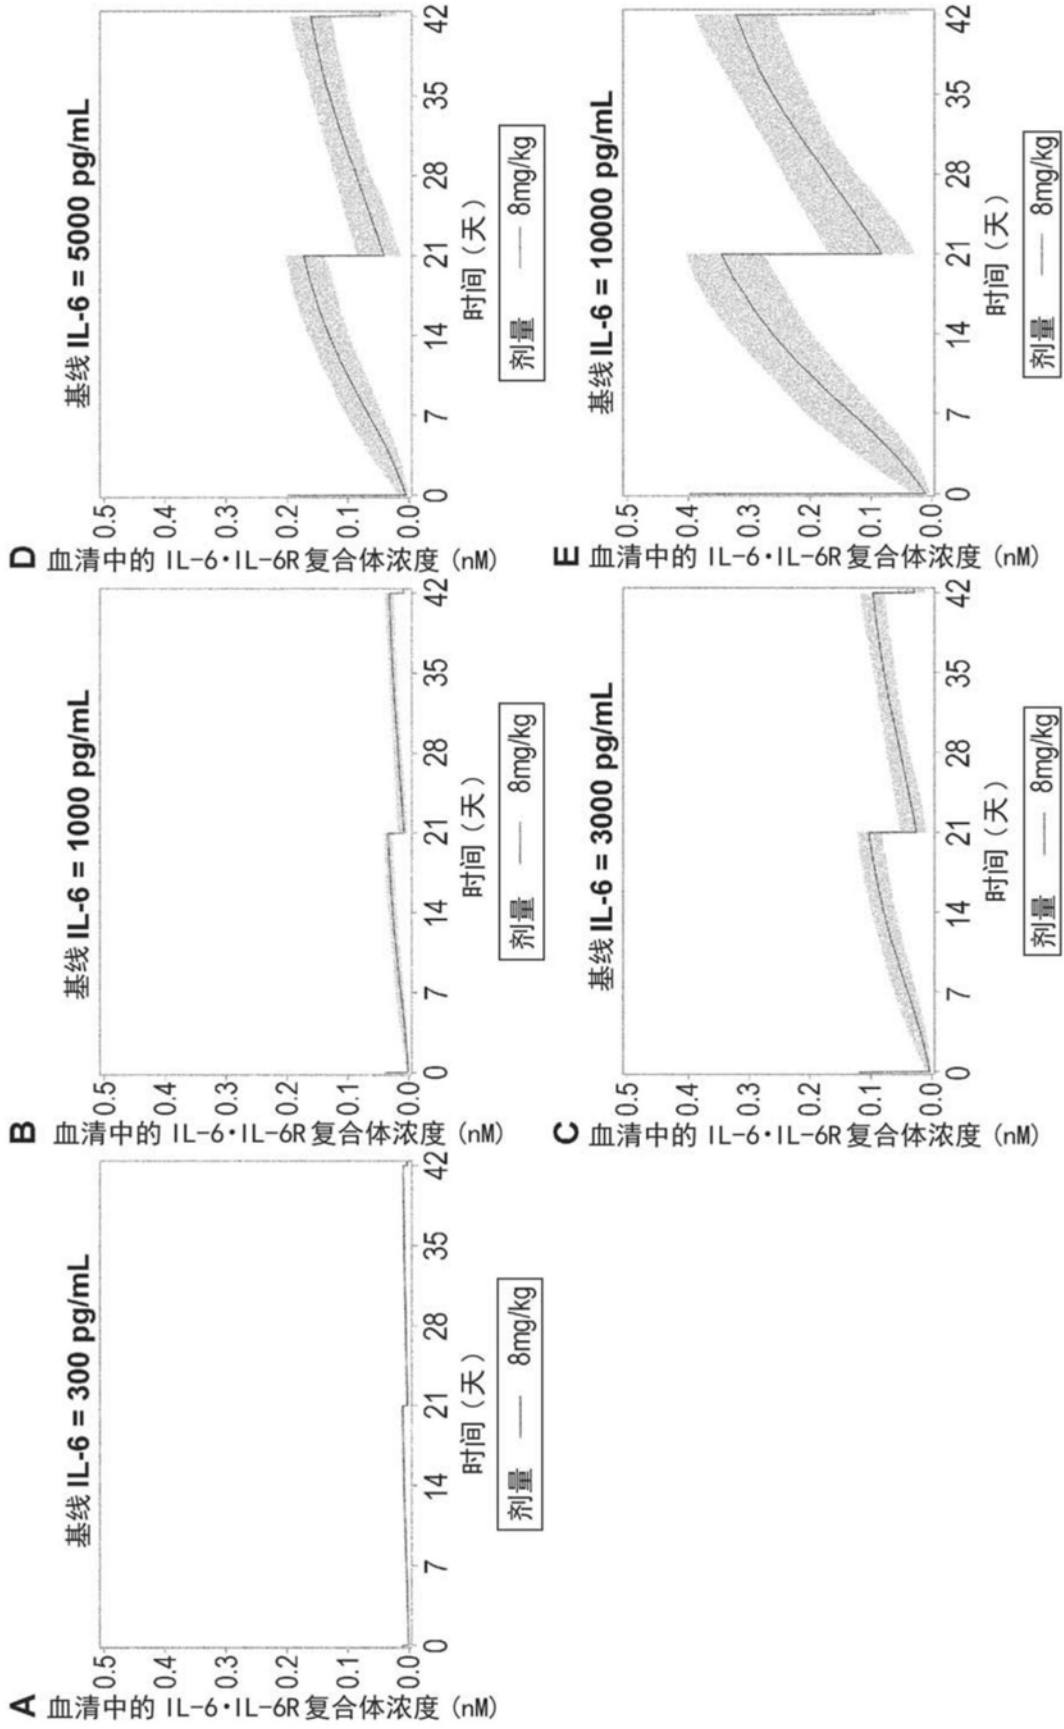 A
基线 IL-6 = 300 pg/mL
血清中的 IL-6·IL-6R 复合体浓度 (nM)
0.5
0.4
0.3
0.2
0.1
0.0
0 7 14 21 28 35 42
时间（天）
剂量 —— 8mg/kg
B
基线 IL-6 = 1000 pg/mL
血清中的 IL-6·IL-6R 复合体浓度 (nM)
0.5
0.4
0.3
0.2
0.1
0.0
0 7 14 21 28 35 42
时间（天）
剂量 —— 8mg/kg
C
基线 IL-6 = 3000 pg/mL
血清中的 IL-6·IL-6R 复合体浓度 (nM)
0.5
0.4
0.3
0.2
0.1
0.0
0 7 14 21 28 35 42
时间（天）
剂量 —— 8mg/kg
D
基线 IL-6 = 5000 pg/mL
血清中的 IL-6·IL-6R 复合体浓度 (nM)
0.5
0.4
0.3
0.2
0.1
0.0
0 7 14 21 28 35 42
时间（天）
剂量 —— 8mg/kg
E
基线 IL-6 = 10000 pg/mL
血清中的 IL-6·IL-6R 复合体浓度 (nM)
0.5
0.4
0.3
0.2
0.1
0.0
0 7 14 21 28 35 42
时间（天）
剂量 —— 8mg/kg